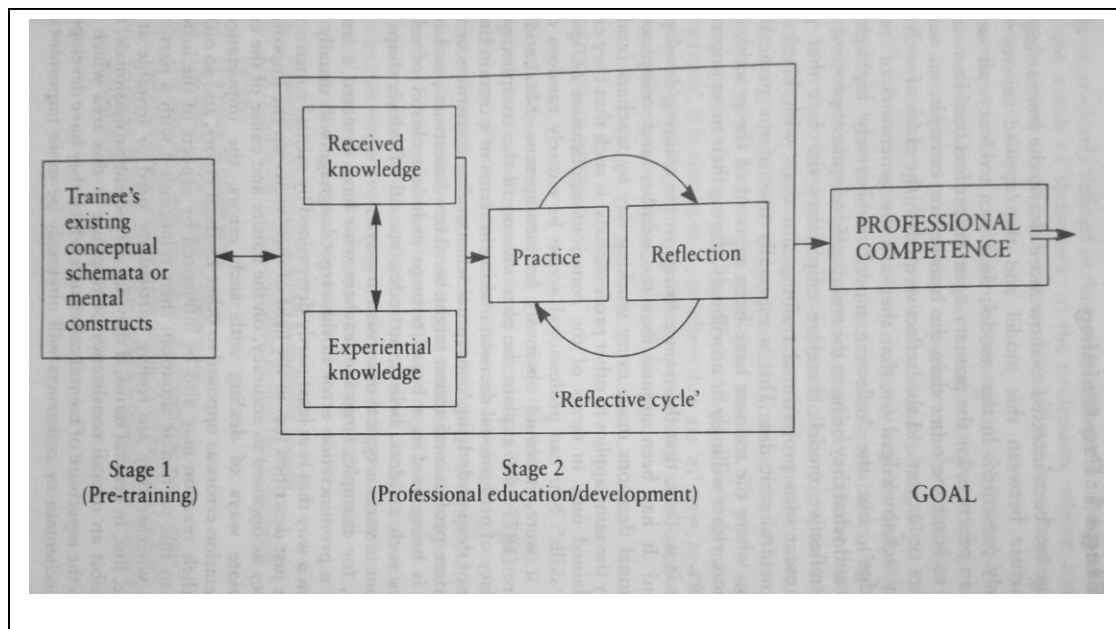 Trainee's
existing
conceptual
schemata or
mental
constructs
Received
knowledge
Experiential
knowledge
Practice
Reflection
'Reflective cycle'
PROFESSIONAL
COMPETENCE
Stage 1
(Pre-training)
Stage 2
(Professional education/development)
GOAL